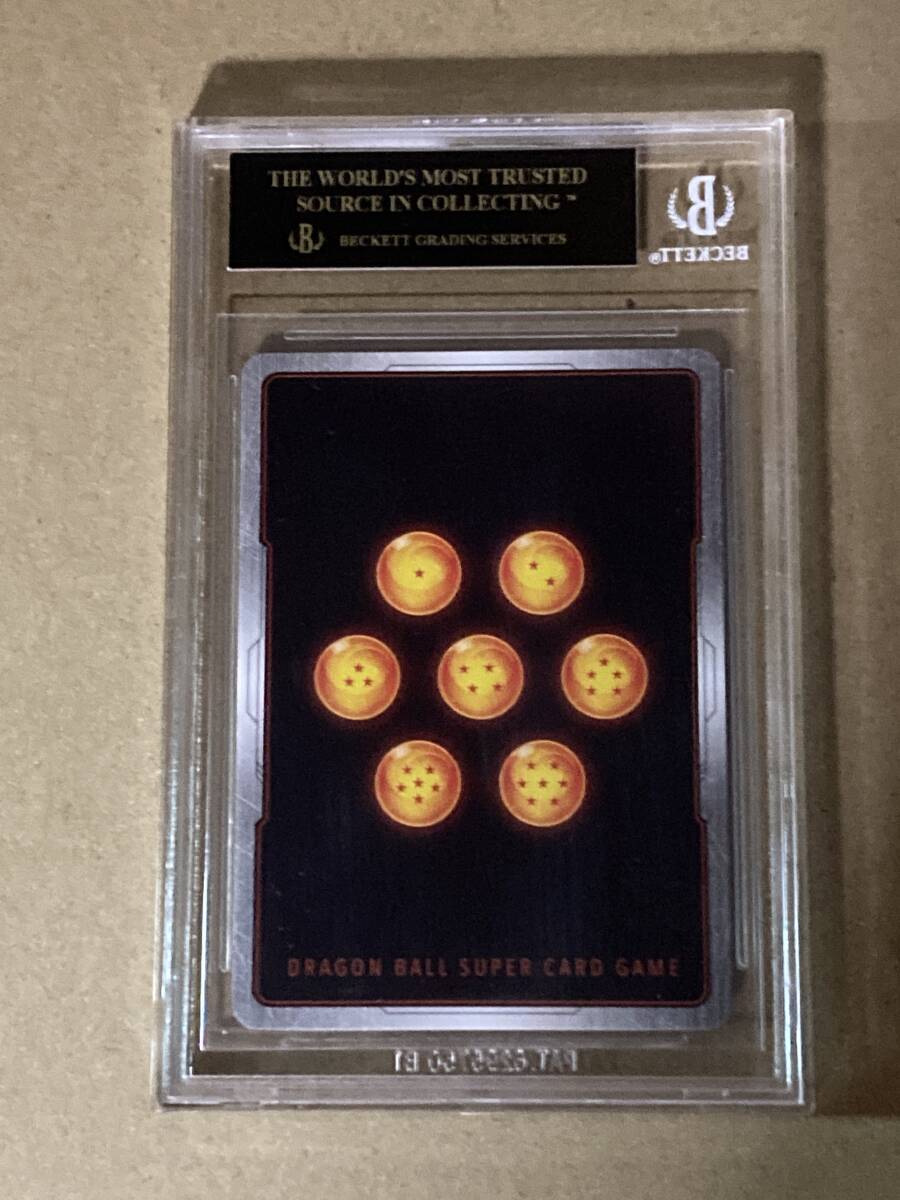 THE WORLD'S MOST TRUSTED
SOURCE IN COLLECTING ™
B BECKETT GRADING SERVICES
B
BECKETT®
DRAGON BALL SUPER CARD GAME